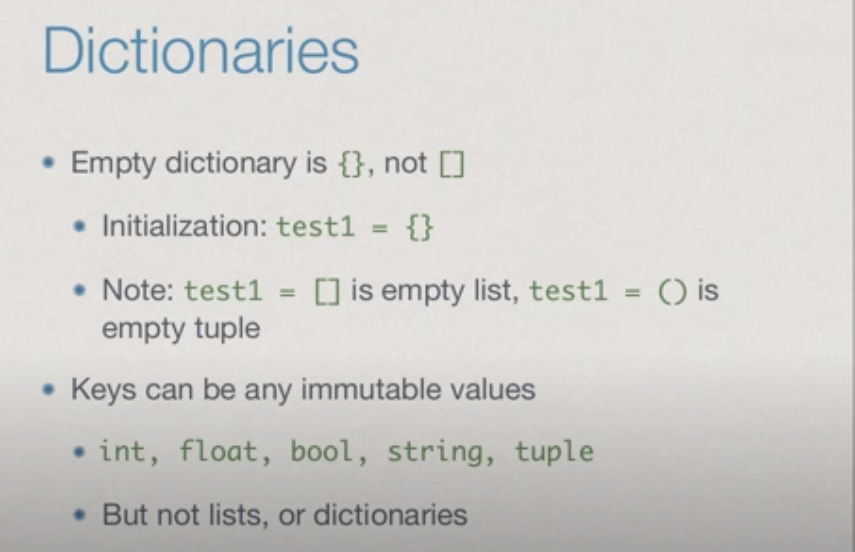 Dictionaries
Empty dictionary is {}, not []
Initialization: test1 = {}
Note: test1 = [] is empty list, test1 = () is
empty tuple
Keys can be any immutable values
int, float, bool, string, tuple
But not lists, or dictionaries